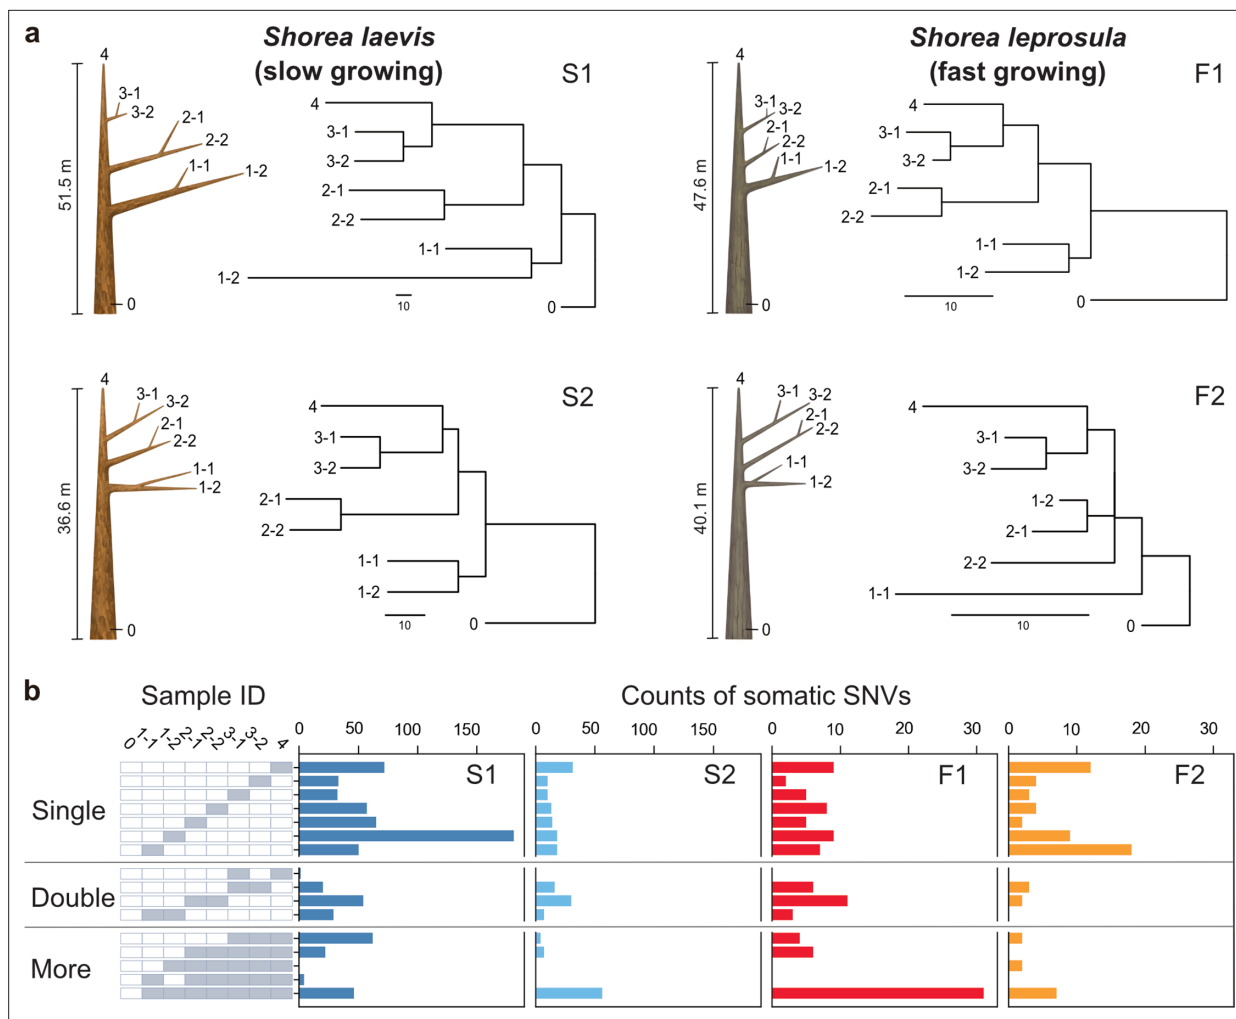 a
Shorea laevis
(slow growing)
S1
51.5 m
4
3-1
3-2
2-1
2-2
1-1
1-2
0
4
3-1
3-2
2-1
2-2
1-1
1-2
0
10
Shorea leprosula
(fast growing)
F1
47.6 m
4
3-1
3-2
2-1
2-2
1-1
1-2
0
4
3-1
3-2
2-1
2-2
1-1
1-2
0
10
S2
36.6 m
4
3-1
3-2
2-1
2-2
1-1
1-2
0
4
3-1
3-2
2-1
2-2
1-1
1-2
0
10
F2
40.1 m
4
3-1
3-2
2-1
2-2
1-1
1-2
0
4
3-1
3-2
1-2
2-1
2-2
1-1
0
10
b
Sample ID
Counts of somatic SNVs
0 1-1 1-2 2-1 2-2 3-1 3-2 4
0 50 100 150
0 50 100 150
0 10 20 30
0 10 20 30
S1
S2
F1
F2
Single
Double
More